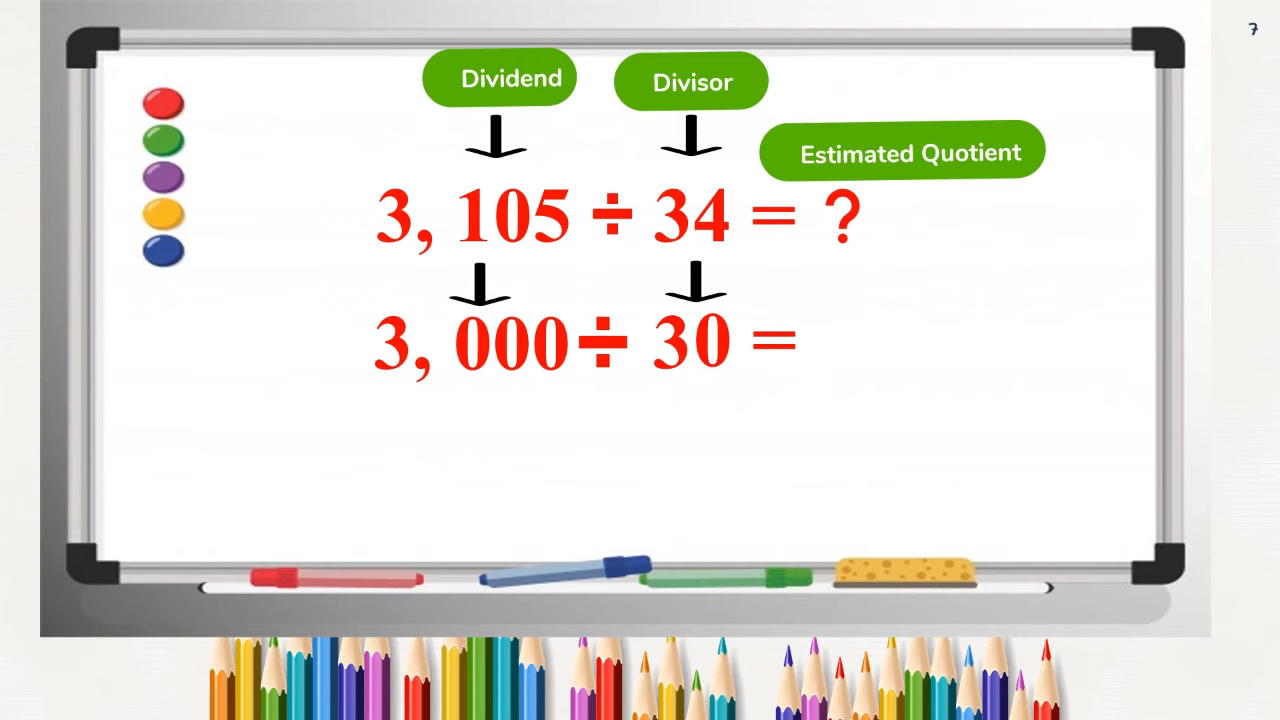 7
Dividend Divisor
Estimated Quotient
3, 105 ÷ 34 = ?
3, 000÷ 30 =